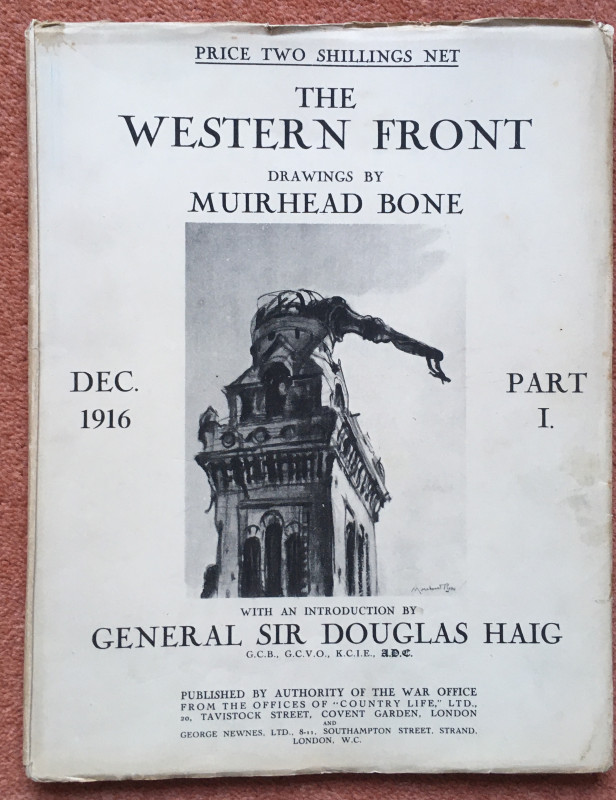 PRICE TWO SHILLINGS NET
THE
WESTERN FRONT
DRAWINGS BY
MUIRHEAD BONE
DEC.
1916
PART
I.
Muirhead Bone
WITH AN INTRODUCTION BY
GENERAL SIR DOUGLAS HAIG
G.C.B., G.C.V.O., K.C.I.E., A.D.C.
PUBLISHED BY AUTHORITY OF THE WAR OFFICE
FROM THE OFFICES OF "COUNTRY LIFE," LTD.,
20, TAVISTOCK STREET, COVENT GARDEN, LONDON
AND
GEORGE NEWNES, LTD., 8-11, SOUTHAMPTON STREET, STRAND,
LONDON, W.C.